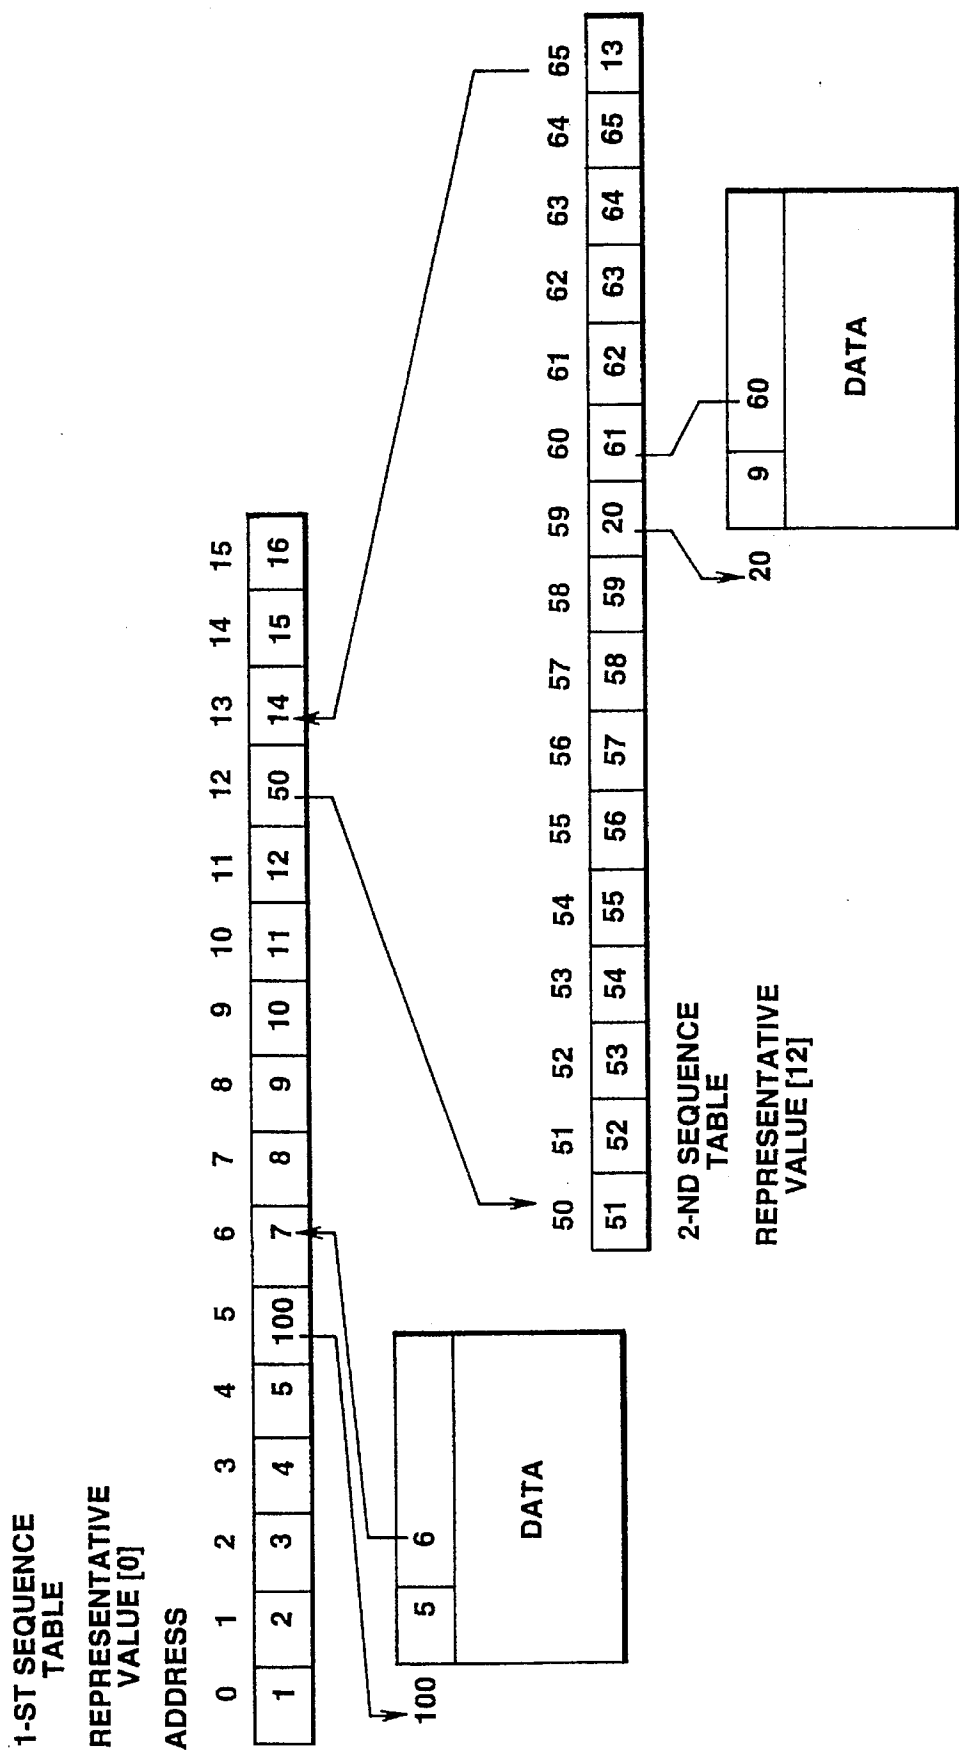 1-ST SEQUENCE
TABLE
REPRESENTATIVE
VALUE [0]
ADDRESS
0 1 2 3 4 5 6 7 8 9 10 11 12 13 14 15
1 2 3 4 5 100 7 8 9 10 11 12 50 14 15 16
100
5 6
DATA
50 51 52 53 54 55 56 57 58 59 60 61 62 63 64 65
51 52 53 54 55 56 57 58 59 20 61 62 63 64 65 13
2-ND SEQUENCE
TABLE
REPRESENTATIVE
VALUE [12]
20
9 60
DATA